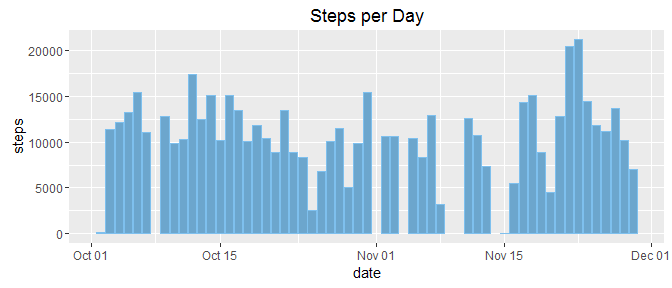 Steps per Day
20000
15000
10000
5000
0
steps
Oct 01
Oct 15
Nov 01
Nov 15
Dec 01
date